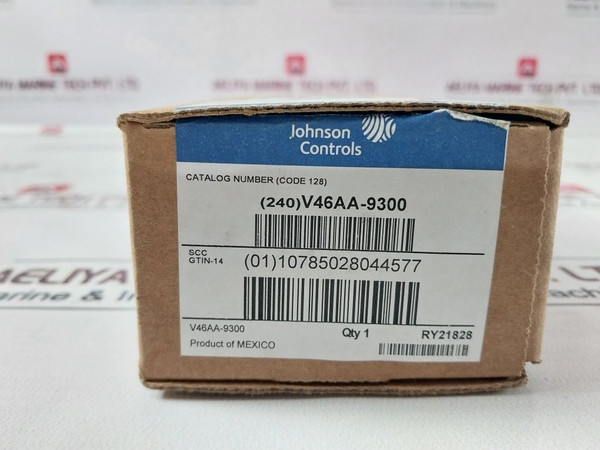 Johnson
Controls
CATALOG NUMBER (CODE 128)
(240)V46AA-9300
SCC
GTIN-14
(01)10785028044577
V46AA-9300
Qty 1
RY21828
Product of MEXICO